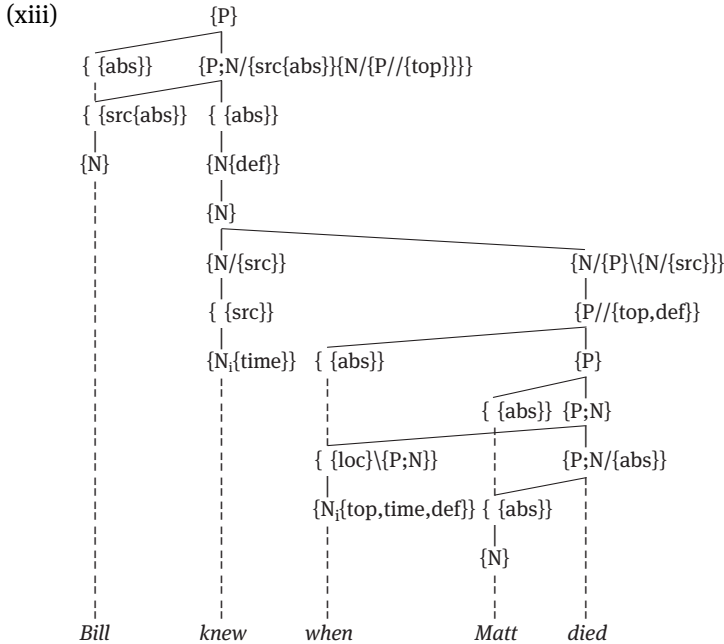 (xiii) {P}
{ {abs}} {P;N/{src{abs}}{N/{P//{top}}}}
{ {src{abs}} { {abs}}
{N} {N{def}}
{N}
{N/{src}} {N/{P}\{N/{src}}}
{ {src}} {P//{top,def}}
{Nᵢ{time}} { {abs}} {P}
{ {abs}} {P;N}
{ {loc}\{P;N}} {P;N/{abs}}
{Nᵢ{top,time,def}} { {abs}}
{N}
Bill knew when Matt died